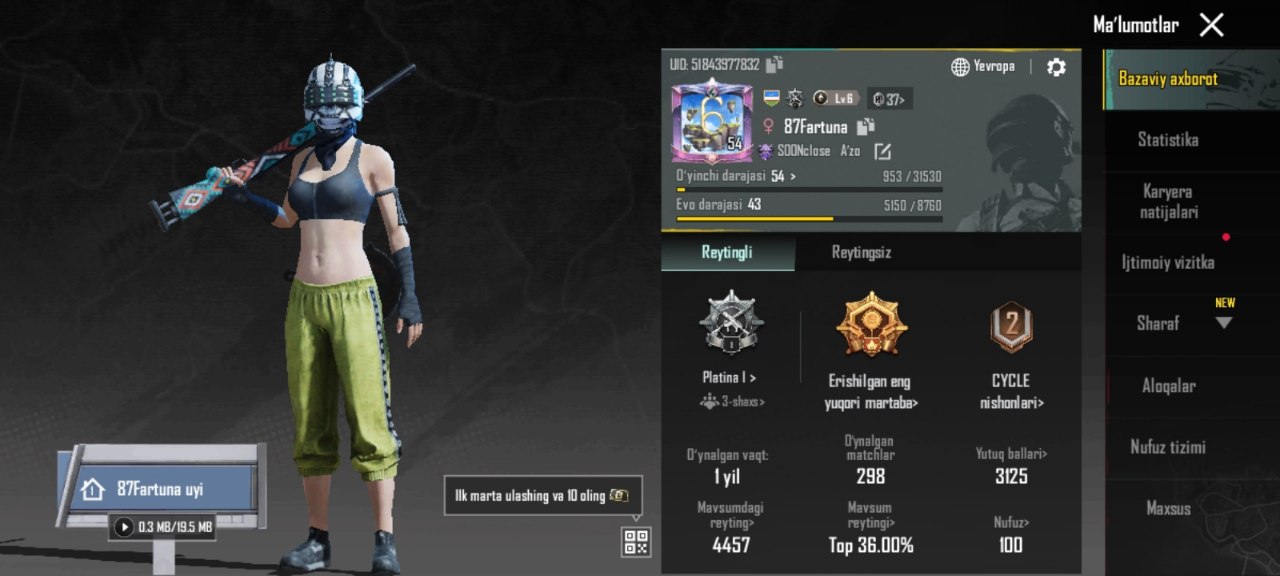 Ma'lumotlar
UID: 51843977832
Yevropa
6
54
Lv 6
37>
87Fartuna
SOONclose A'zo
O'yinchi darajasi 54 >
953 / 31530
Evo darajasi 43
5150 / 8760
Reytingli
Reytingsiz
I
Platina I >
3-shaxs>
Erishilgan eng
yuqori martaba>
2
CYCLE
nishonlari>
O'ynalgan vaqt:
1 yil
O'ynalgan
matchlar
298
Yutuq ballari>
3125
Mavsumdagi
reyting>
4457
Mavsum
reytingi>
Top 36.00%
Nufuz>
100
Bazaviy axborot
Statistika
Karyera
natijalari
Ijtimoiy vizitka
NEW
Sharaf
Aloqalar
Nufuz tizimi
Maxsus
1
87Fartuna uyi
0.3 MB/19.5 MB
Ilk marta ulashing va 10 oling